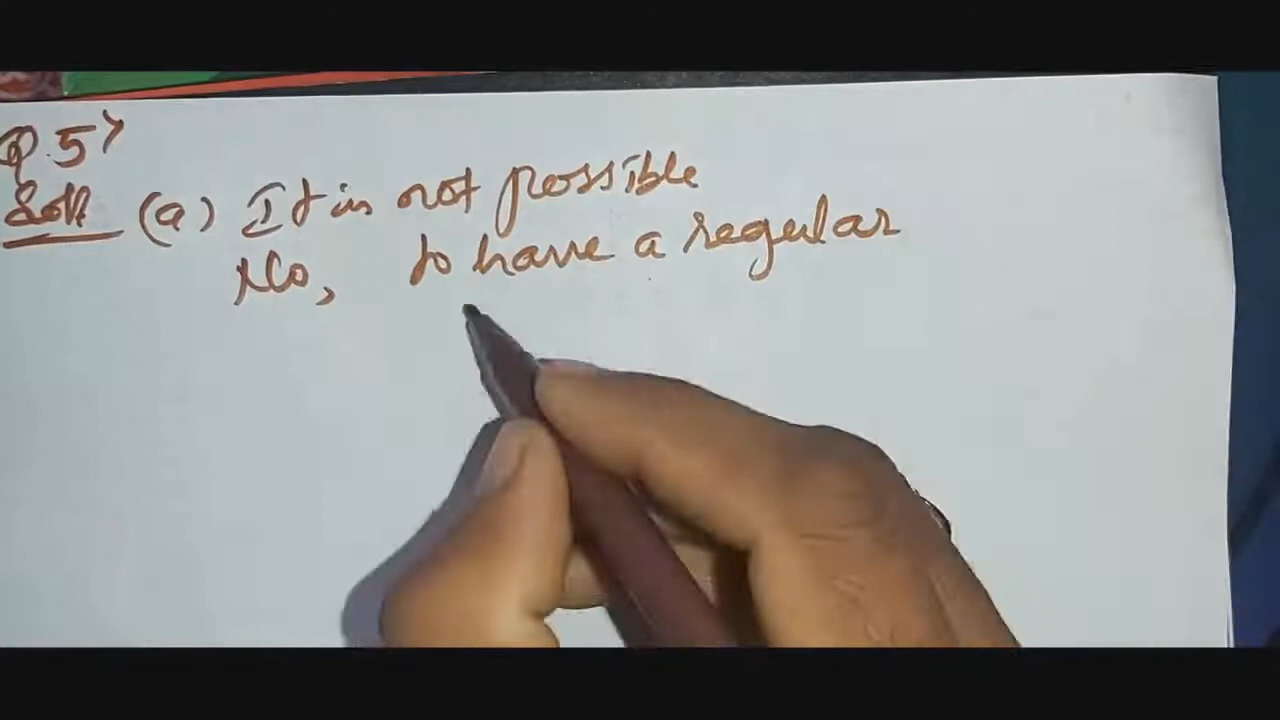 Q.5>
Soln (a) It is not possible
No, to have a regular